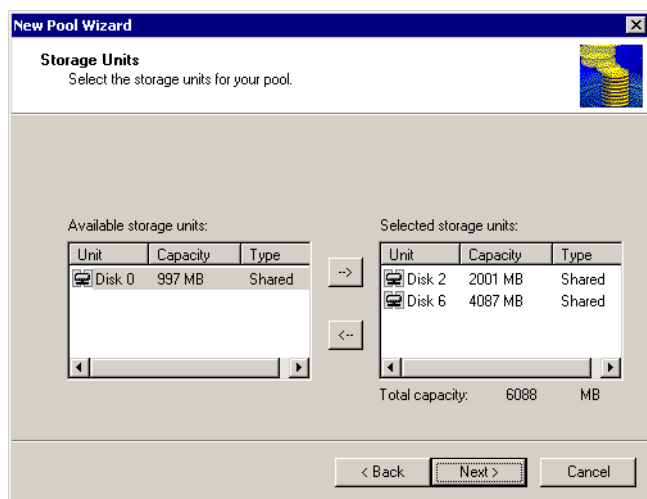 New Pool Wizard
Storage Units
Select the storage units for your pool.
Available storage units:
Unit Capacity Type
Disk 0 997 MB Shared
-->
<--
Selected storage units:
Unit Capacity Type
Disk 2 2001 MB Shared
Disk 6 4087 MB Shared
Total capacity: 6088 MB
< Back Next > Cancel